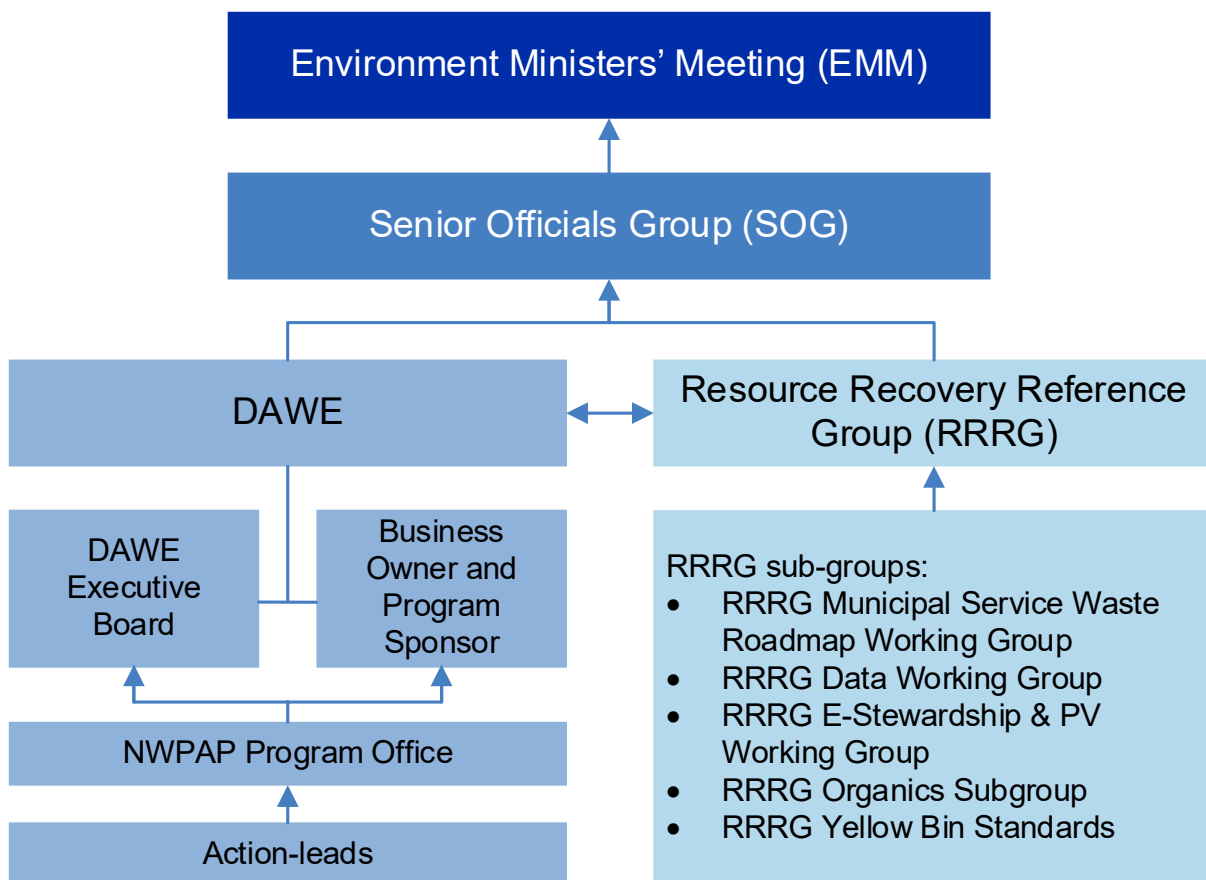 Environment Ministers’ Meeting (EMM)
Senior Officials Group (SOG)
DAWE
Resource Recovery Reference
Group (RRRG)
DAWE
Executive
Board
Business
Owner and
Program
Sponsor
NWPAP Program Office
Action-leads
RRRG sub-groups:
• RRRG Municipal Service Waste
Roadmap Working Group
• RRRG Data Working Group
• RRRG E-Stewardship & PV
Working Group
• RRRG Organics Subgroup
• RRRG Yellow Bin Standards